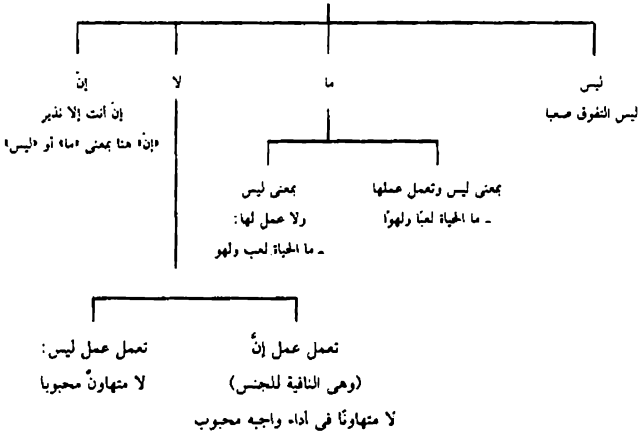 ليس
ليس التفوق صعبا
ما
بمعنى ليس وتعمل عملها
ـ ما الحياة لعبًا ولهوًا
بمعنى ليس
ولا عمل لها:
ـ ما الحياة لعب ولهو
لا
تعمل عمل إنَّ
(وهى النافية للجنس)
لا متهاونًا فى أداء واجبه محبوب
تعمل عمل ليس:
لا متهاونٌ محبوبا
إنْ
إنْ أنت إلا نذير
«إنْ» هنا بمعنى «ما» أو «ليس»